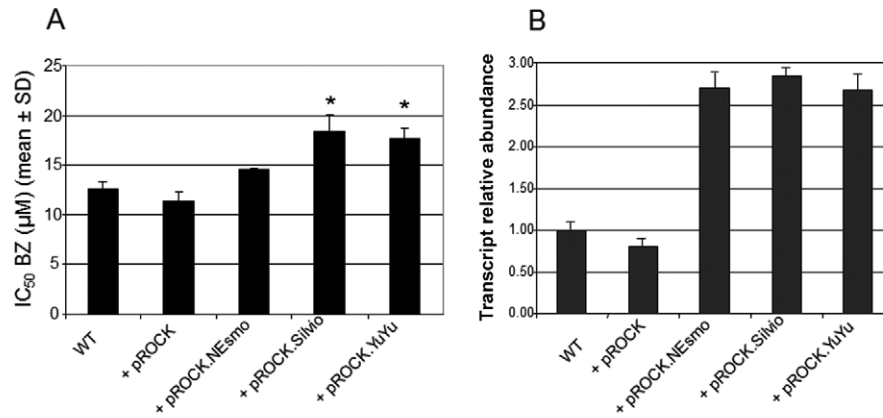 A
IC₅₀ BZ (µM) (mean ± SD)
25
20
15
10
5
0
*
*
WT
+ pROCK
+ pROCK.NEsmo
+ pROCK.Silvio
+ pROCK.YuYu
B
Transcript relative abundance
3.00
2.50
2.00
1.50
1.00
0.50
0.00
WT
+ pROCK
+ pROCK.NEsmo
+ pROCK.Silvio
+ pROCK.YuYu